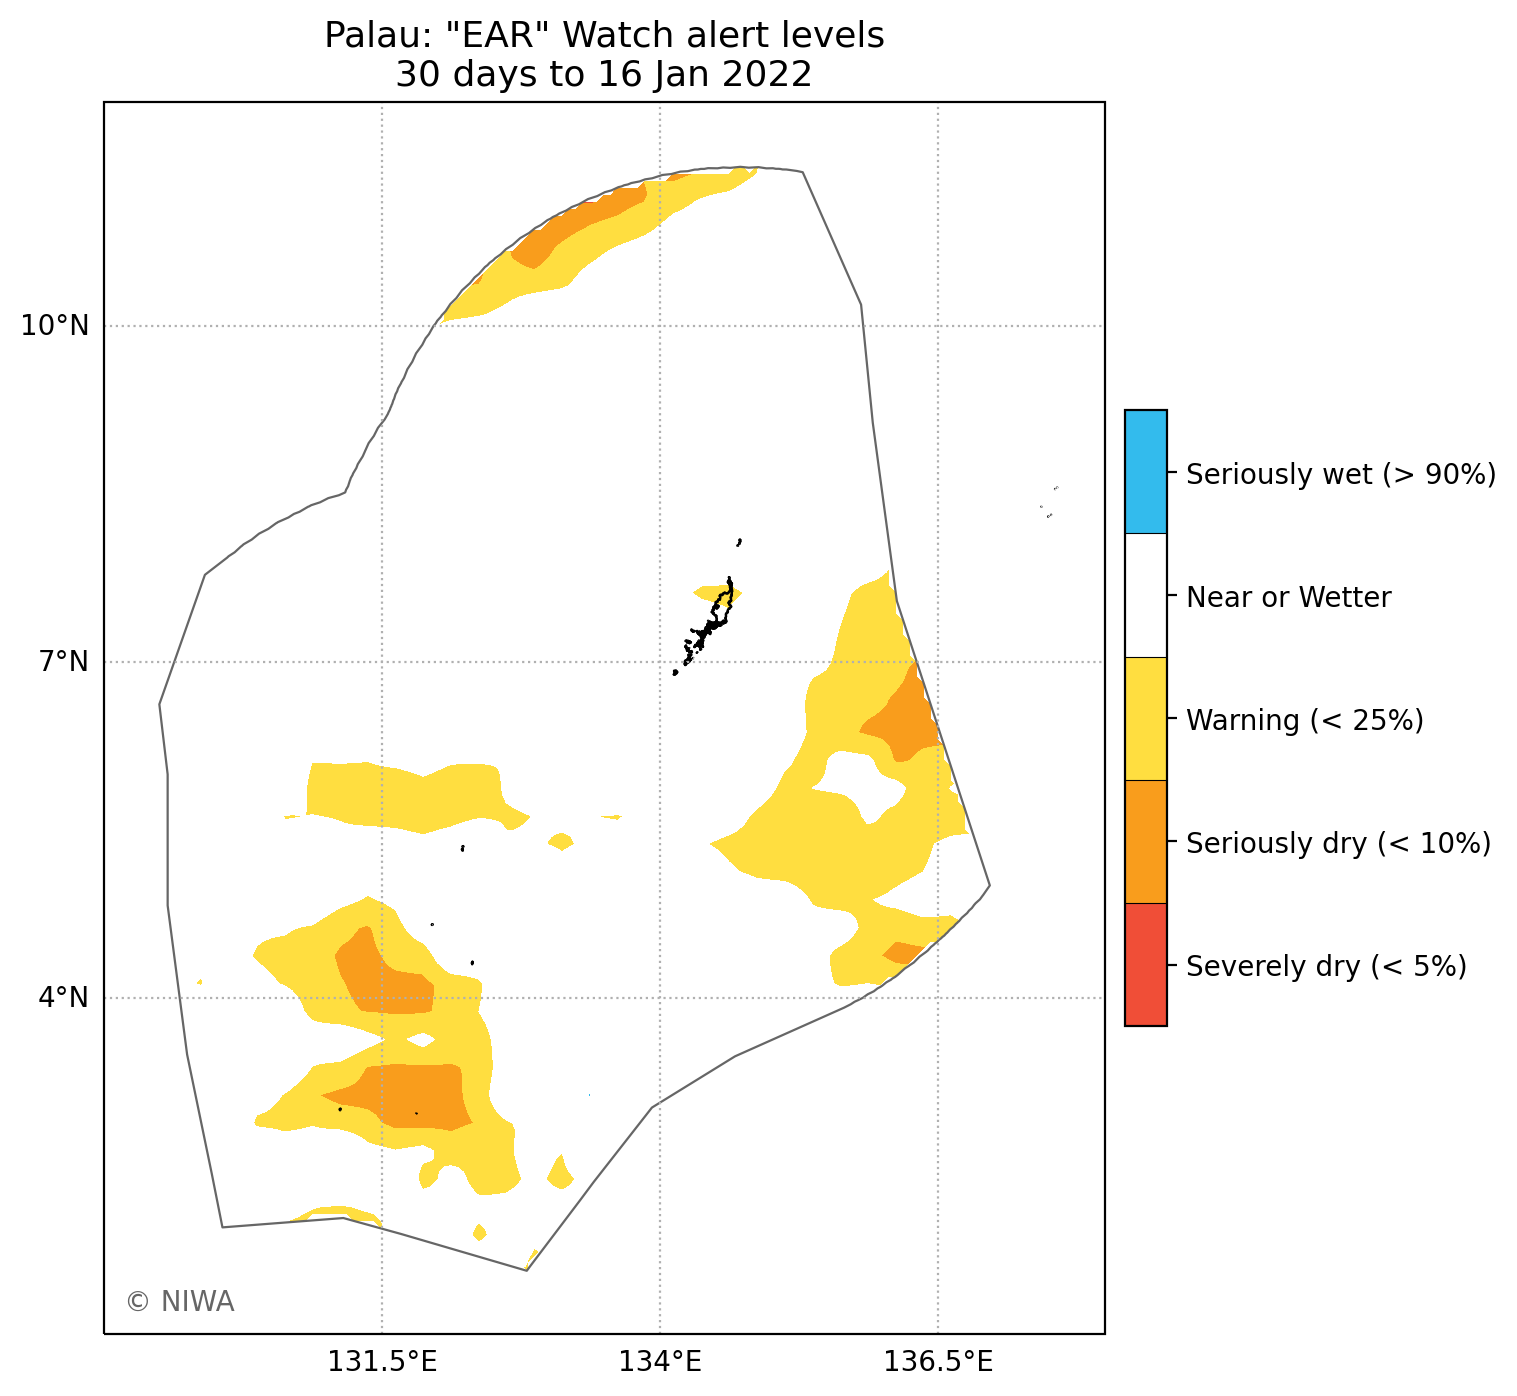 Palau: "EAR" Watch alert levels
30 days to 16 Jan 2022
10°N
7°N
4°N
131.5°E
134°E
136.5°E
Seriously wet (> 90%)
Near or Wetter
Warning (< 25%)
Seriously dry (< 10%)
Severely dry (< 5%)
© NIWA